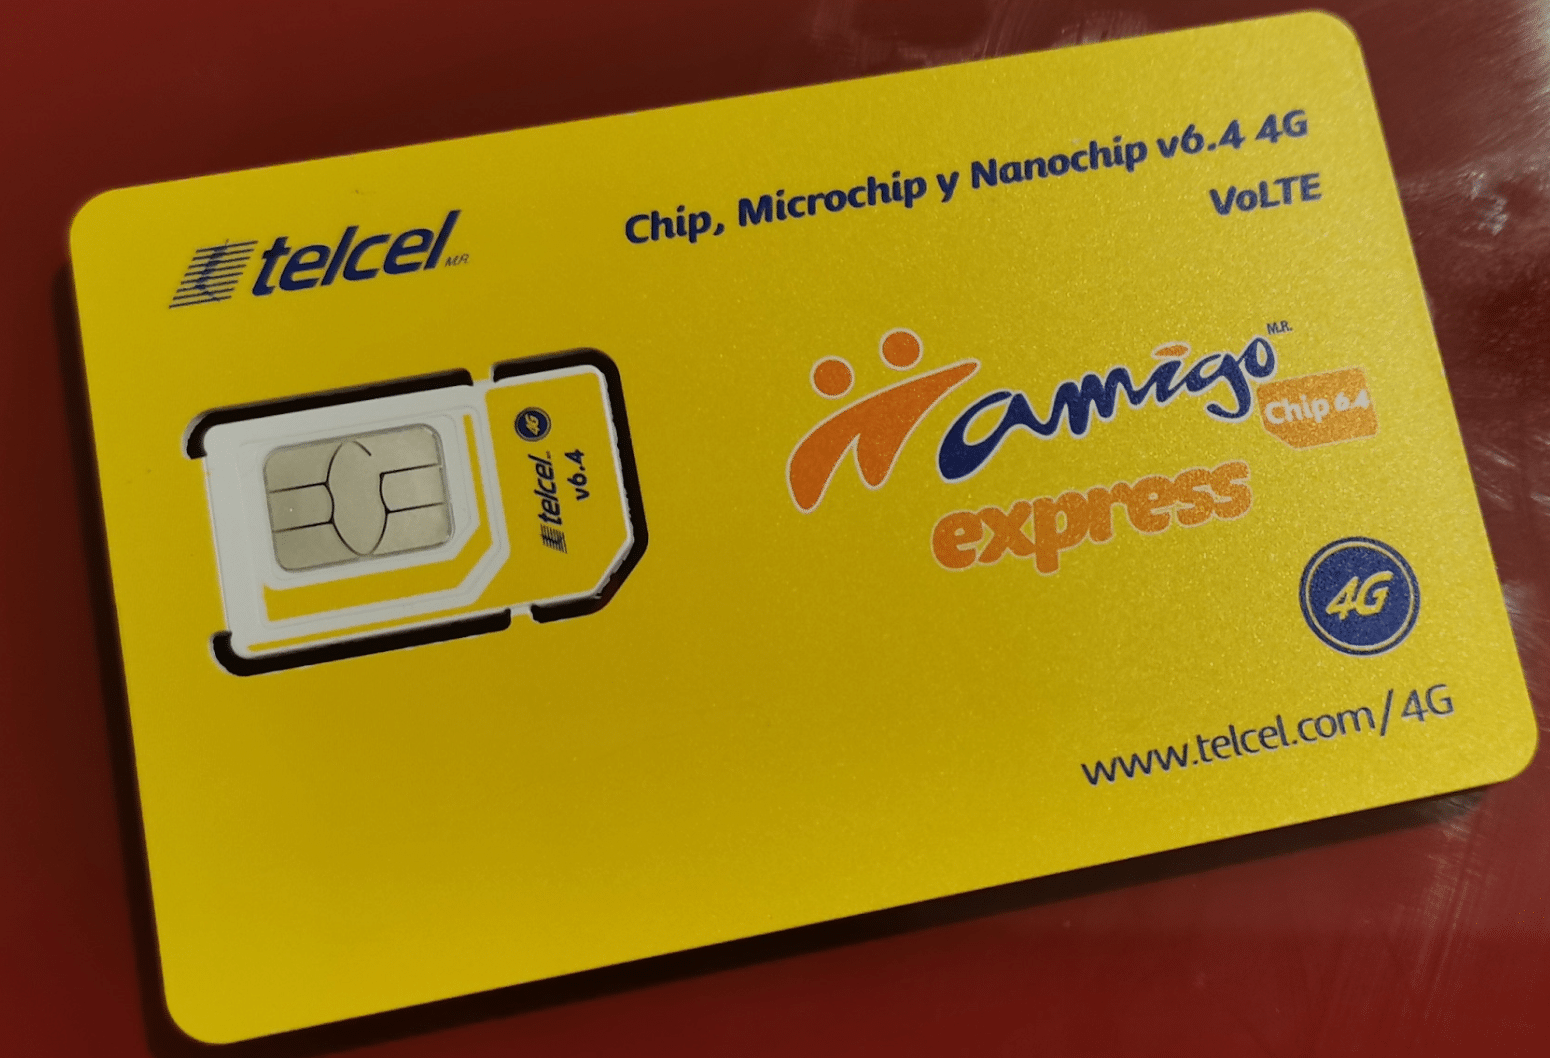 telcel M.R.
Chip, Microchip y Nanochip v6.4 4G
VoLTE
amigo M.R.
Chip 6.4
express
4G
telcel
v6.4
4G
www.telcel.com/4G